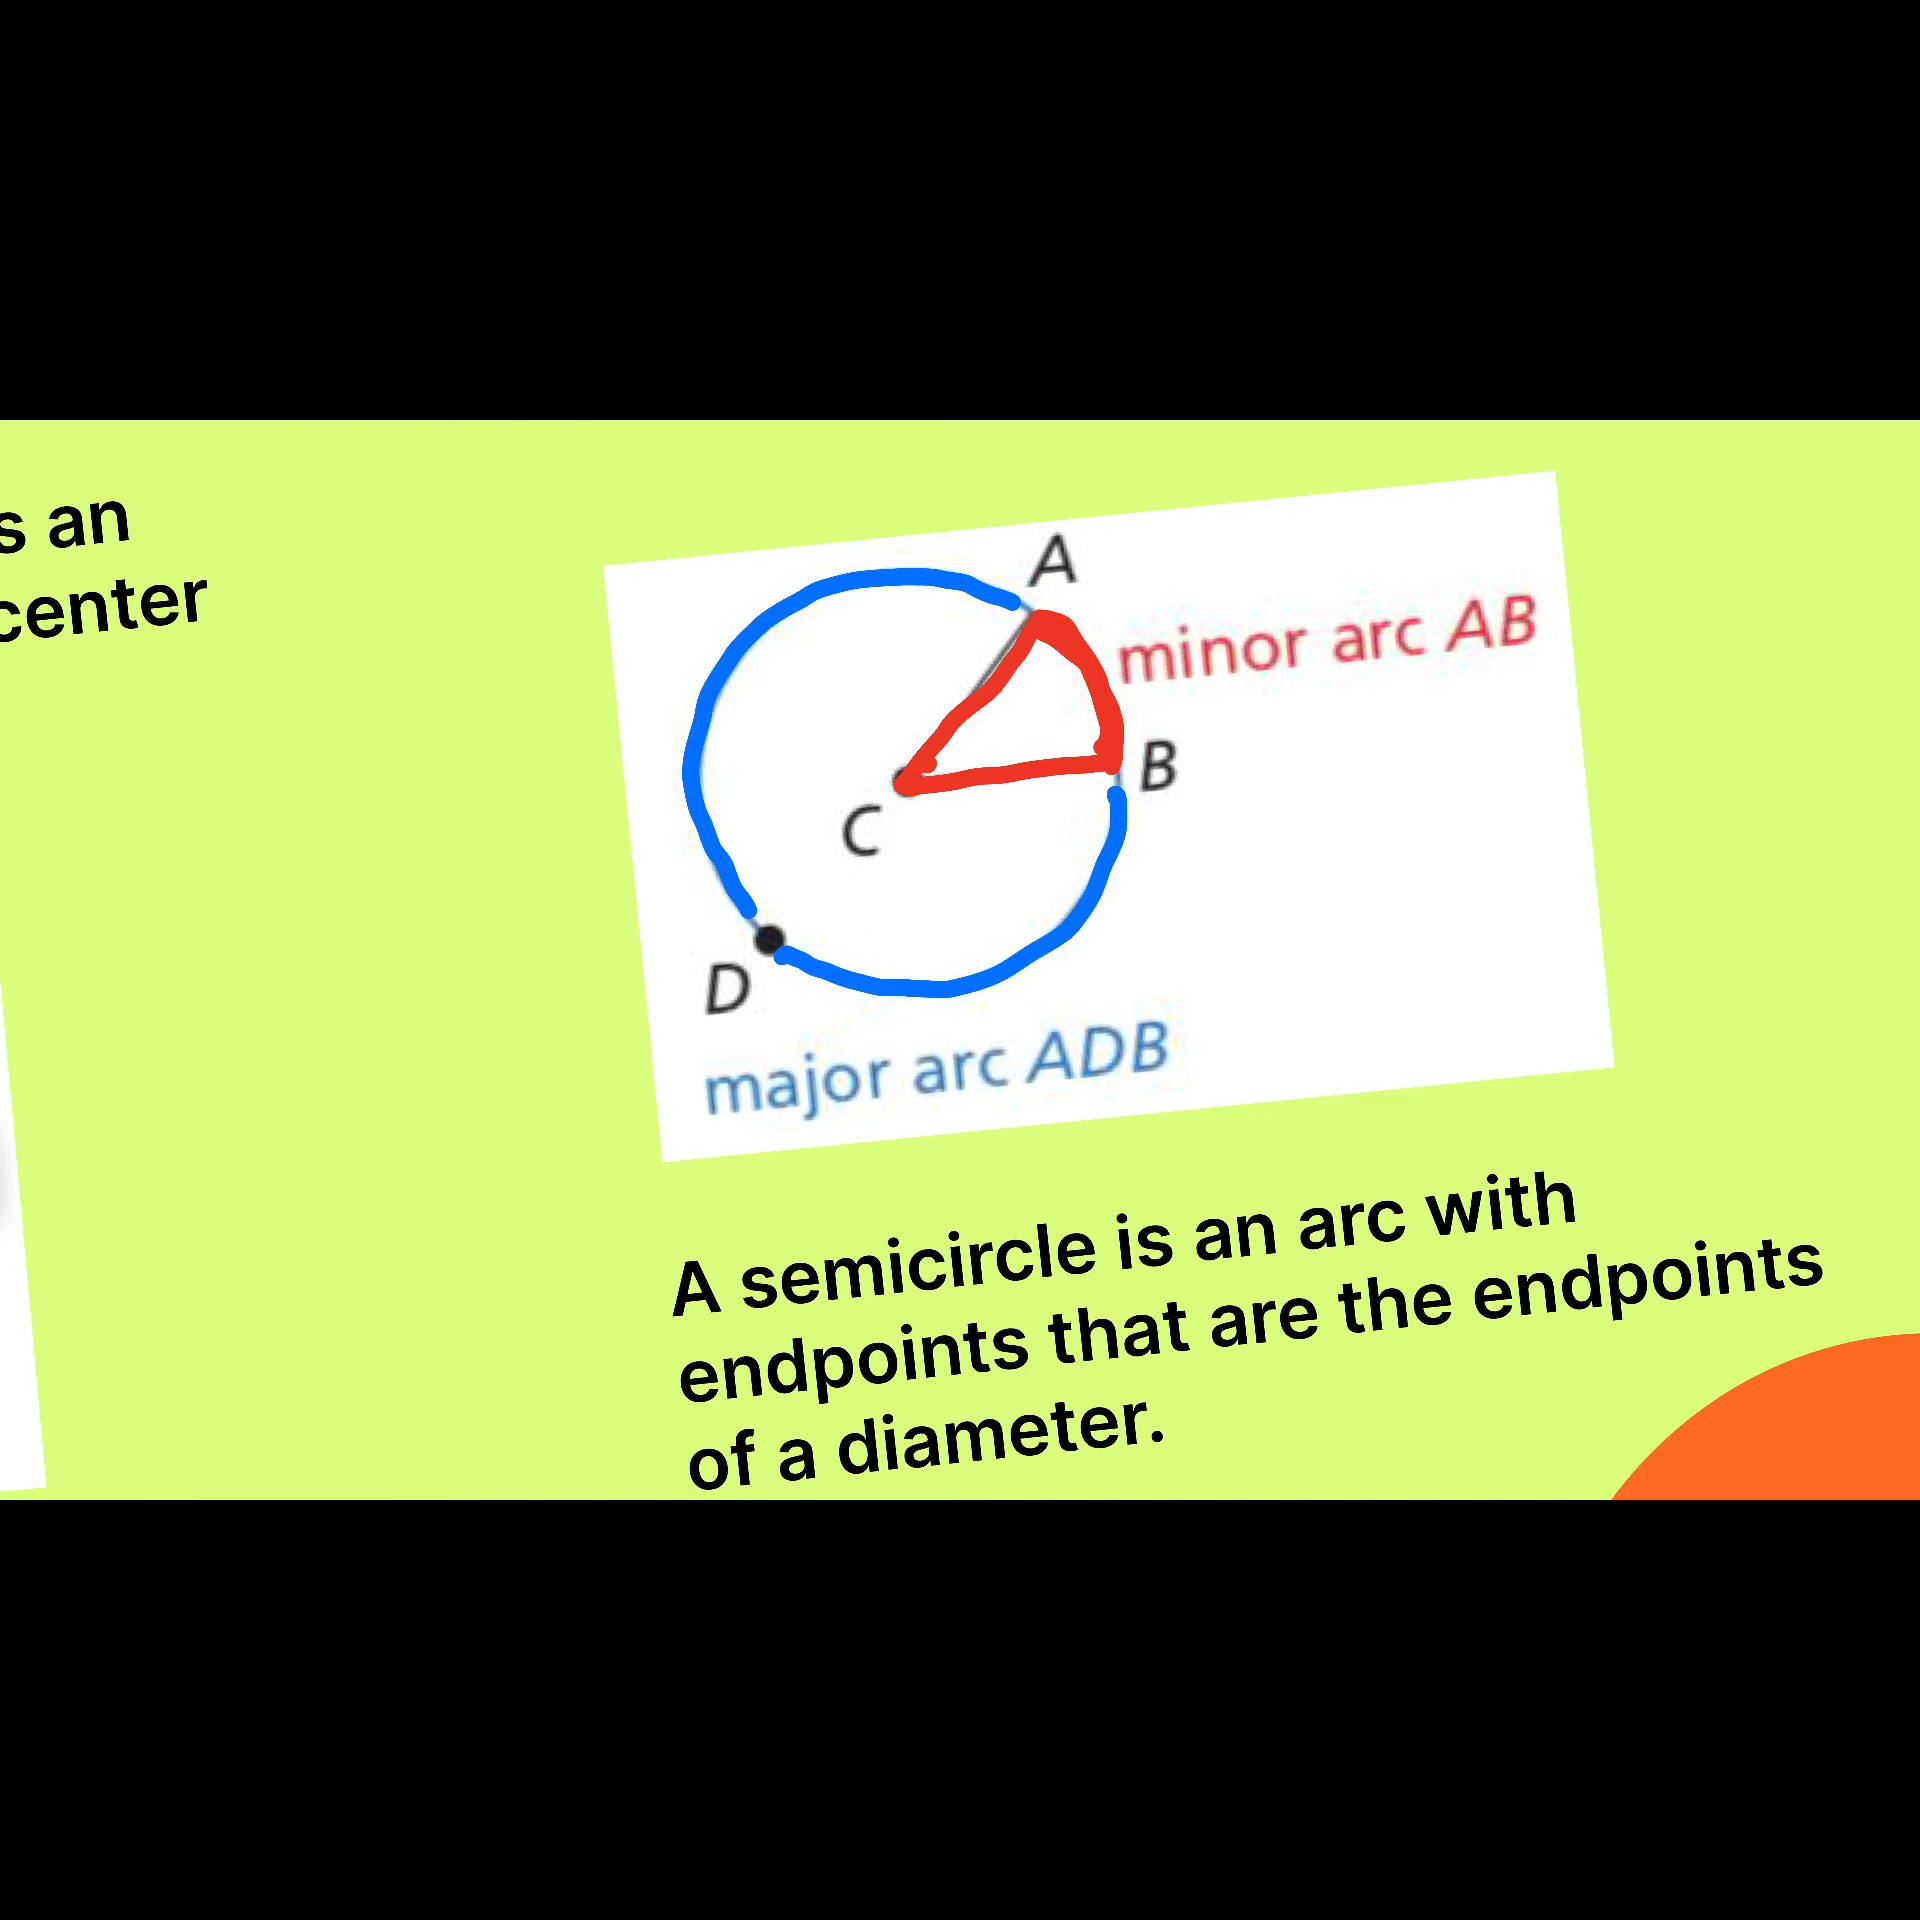 s an
center
A
minor arc AB
B
C
D
major arc ADB
A semicircle is an arc with
endpoints that are the endpoints
of a diameter.